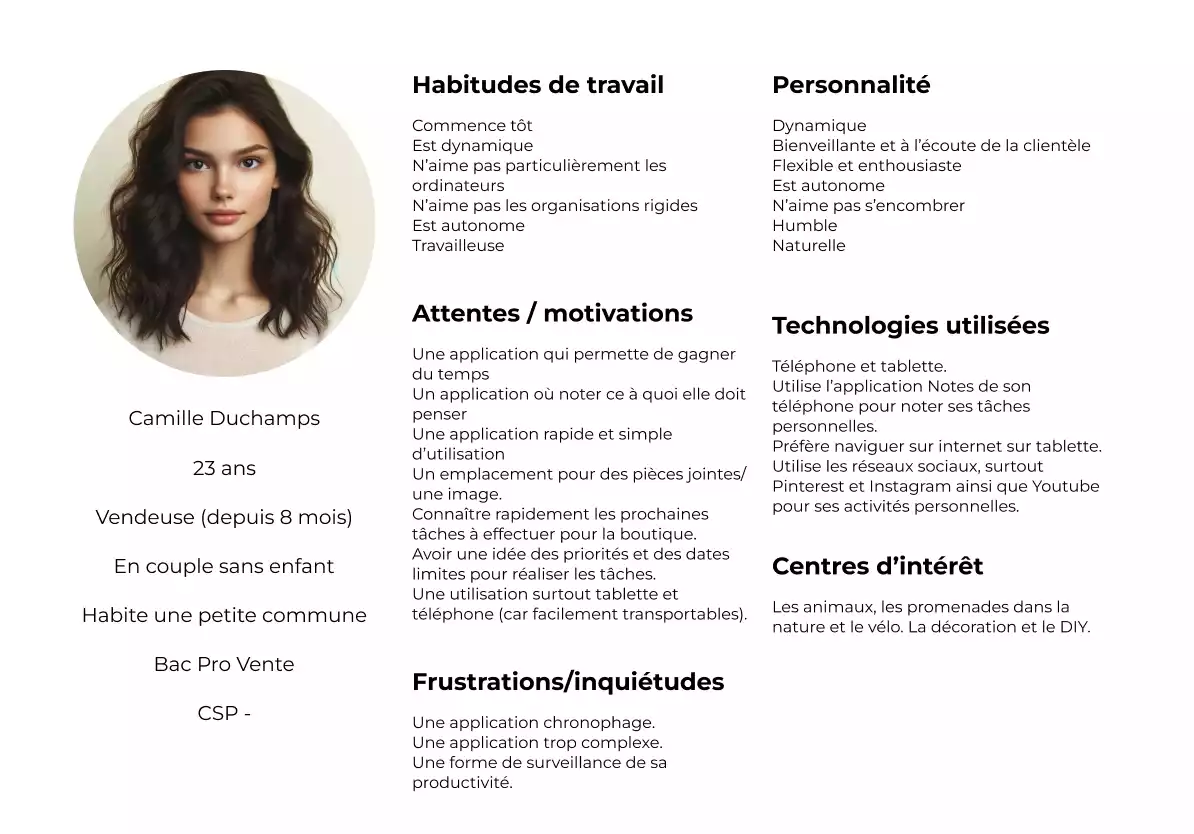 Camille Duchamps
23 ans
Vendeuse (depuis 8 mois)
En couple sans enfant
Habite une petite commune
Bac Pro Vente
CSP -
Habitudes de travail
Commence tôt
Est dynamique
N'aime pas particulièrement les
ordinateurs
N'aime pas les organisations rigides
Est autonome
Travailleuse
Attentes / motivations
Une application qui permette de gagner
du temps
Un application où noter ce à quoi elle doit
penser
Une application rapide et simple
d'utilisation
Un emplacement pour des pièces jointes/
une image.
Connaître rapidement les prochaines
tâches à effectuer pour la boutique.
Avoir une idée des priorités et des dates
limites pour réaliser les tâches.
Une utilisation surtout tablette et
téléphone (car facilement transportables).
Frustrations/inquiétudes
Une application chronophage.
Une application trop complexe.
Une forme de surveillance de sa
productivité.
Personnalité
Dynamique
Bienveillante et à l'écoute de la clientèle
Flexible et enthousiaste
Est autonome
N'aime pas s'encombrer
Humble
Naturelle
Technologies utilisées
Téléphone et tablette.
Utilise l'application Notes de son
téléphone pour noter ses tâches
personnelles.
Préfère naviguer sur internet sur tablette.
Utilise les réseaux sociaux, surtout
Pinterest et Instagram ainsi que Youtube
pour ses activités personnelles.
Centres d'intérêt
Les animaux, les promenades dans la
nature et le vélo. La décoration et le DIY.